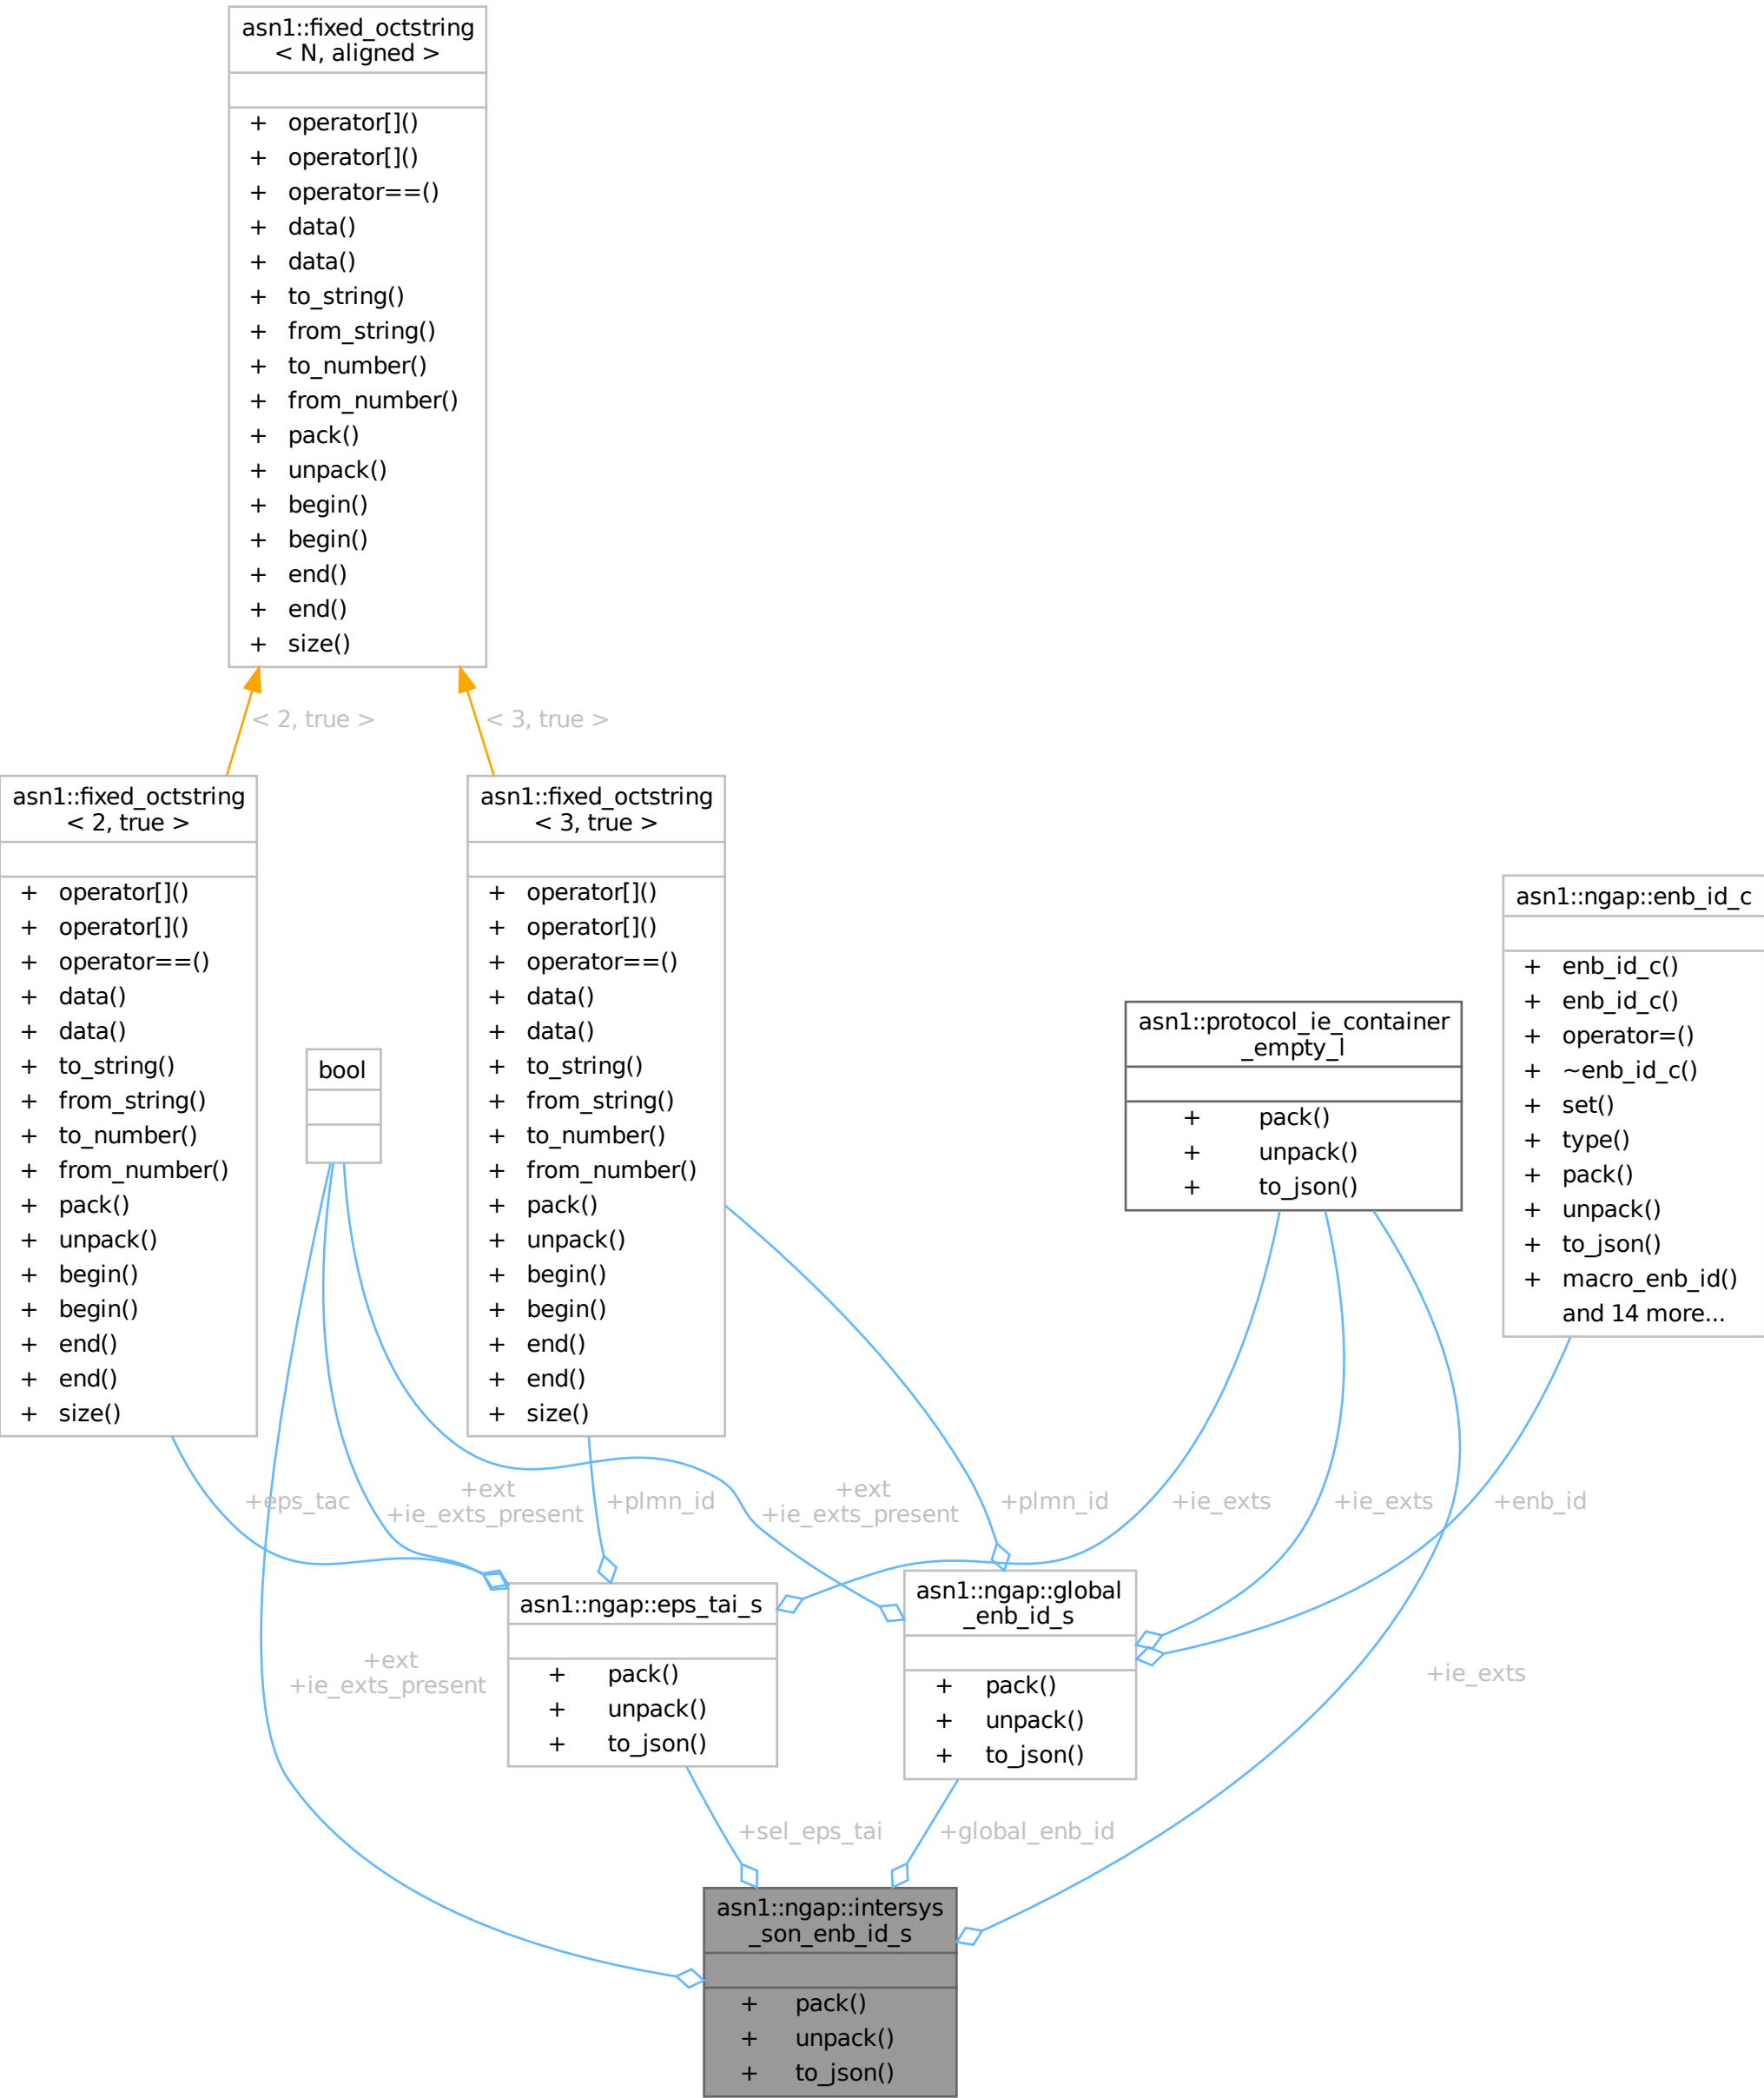 asn1::fixed_octstring
< N, aligned >
+ operator[]()
+ operator[]()
+ operator==()
+ data()
+ data()
+ to_string()
+ from_string()
+ to_number()
+ from_number()
+ pack()
+ unpack()
+ begin()
+ begin()
+ end()
+ end()
+ size()
< 2, true >
< 3, true >
asn1::fixed_octstring
< 2, true >
+ operator[]()
+ operator[]()
+ operator==()
+ data()
+ data()
+ to_string()
+ from_string()
+ to_number()
+ from_number()
+ pack()
+ unpack()
+ begin()
+ begin()
+ end()
+ end()
+ size()
bool
asn1::fixed_octstring
< 3, true >
+ operator[]()
+ operator[]()
+ operator==()
+ data()
+ data()
+ to_string()
+ from_string()
+ to_number()
+ from_number()
+ pack()
+ unpack()
+ begin()
+ begin()
+ end()
+ end()
+ size()
asn1::protocol_ie_container
_empty_l
+ pack()
+ unpack()
+ to_json()
asn1::ngap::enb_id_c
+ enb_id_c()
+ enb_id_c()
+ operator=()
+ ~enb_id_c()
+ set()
+ type()
+ pack()
+ unpack()
+ to_json()
+ macro_enb_id()
and 14 more...
+eps_tac
+ext
+ie_exts_present
+plmn_id
+ext
+ie_exts_present
+plmn_id
+ie_exts
+ie_exts
+enb_id
asn1::ngap::eps_tai_s
+ pack()
+ unpack()
+ to_json()
asn1::ngap::global
_enb_id_s
+ pack()
+ unpack()
+ to_json()
+ext
+ie_exts_present
+ie_exts
+sel_eps_tai
+global_enb_id
asn1::ngap::intersys
_son_enb_id_s
+ pack()
+ unpack()
+ to_json()